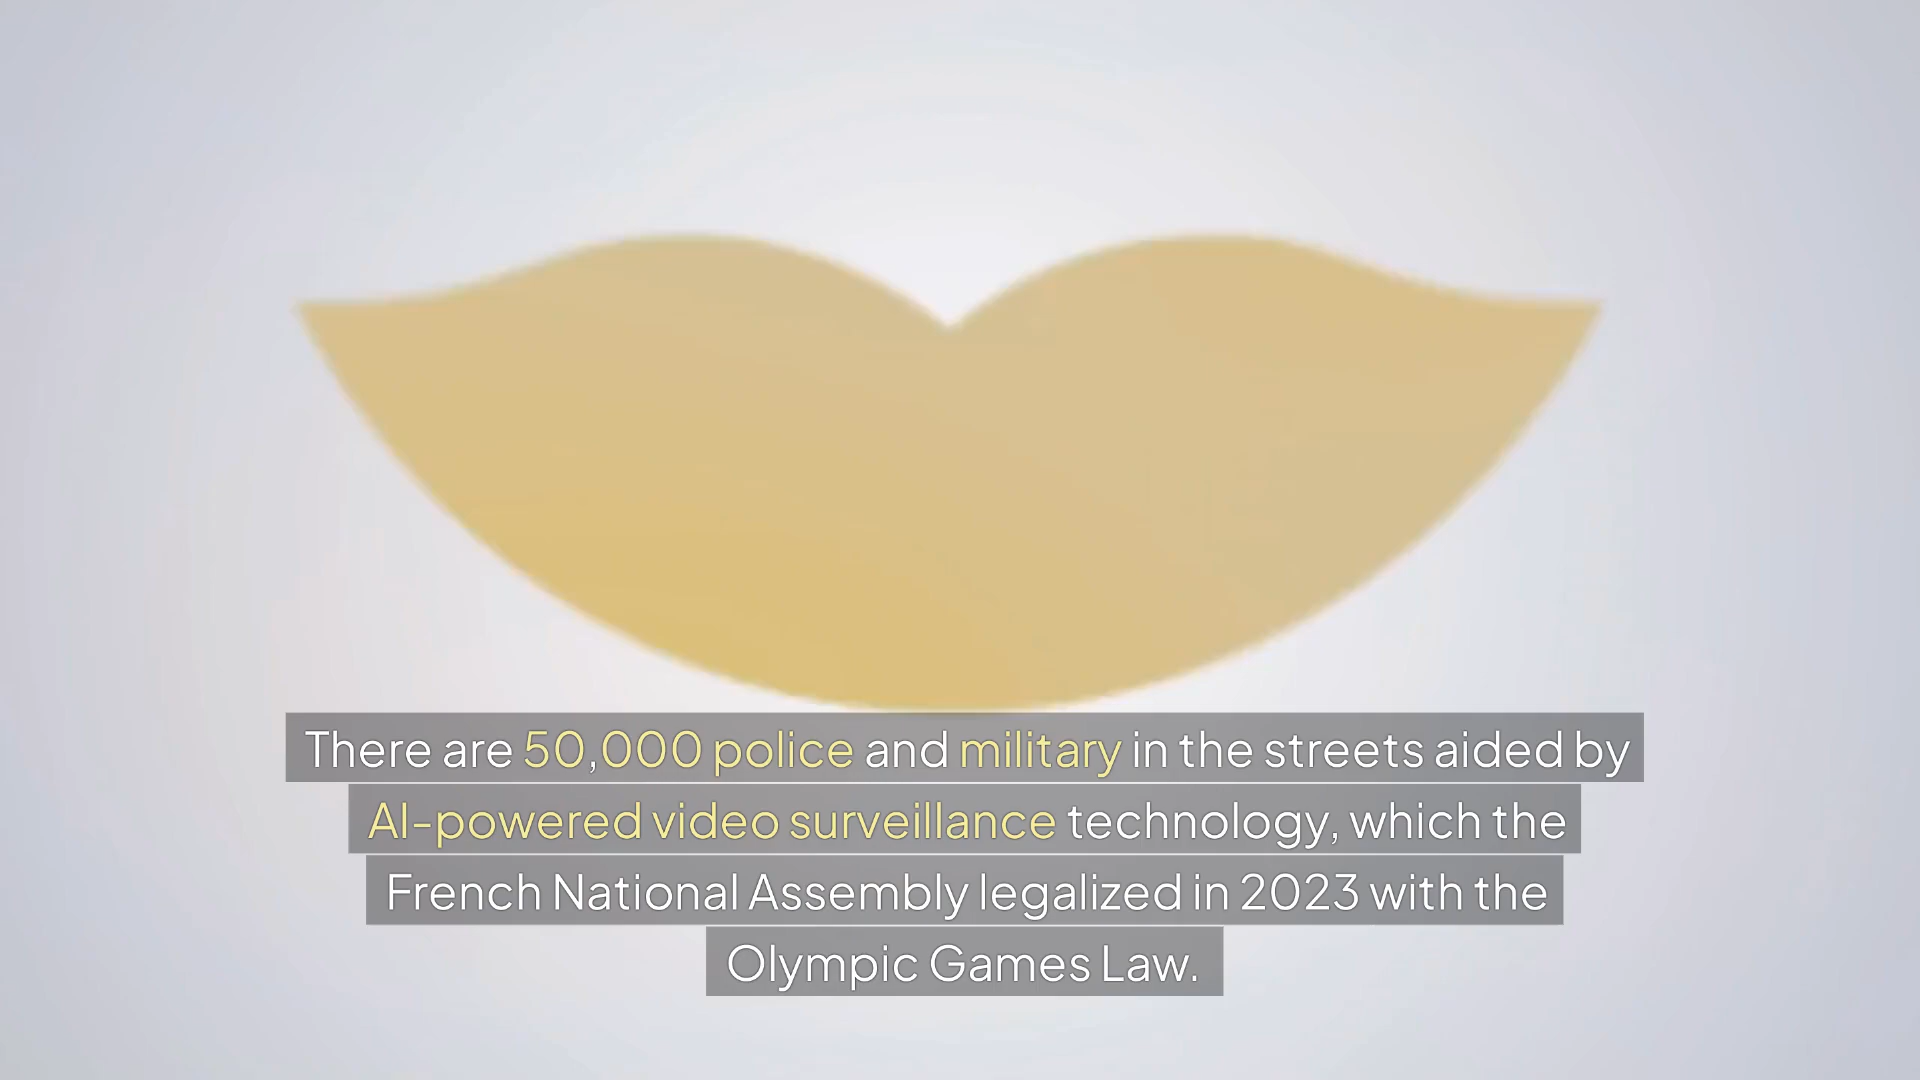 There are 50,000 police and military in the streets aided by
AI-powered video surveillance technology, which the
French National Assembly legalized in 2023 with the
Olympic Games Law.